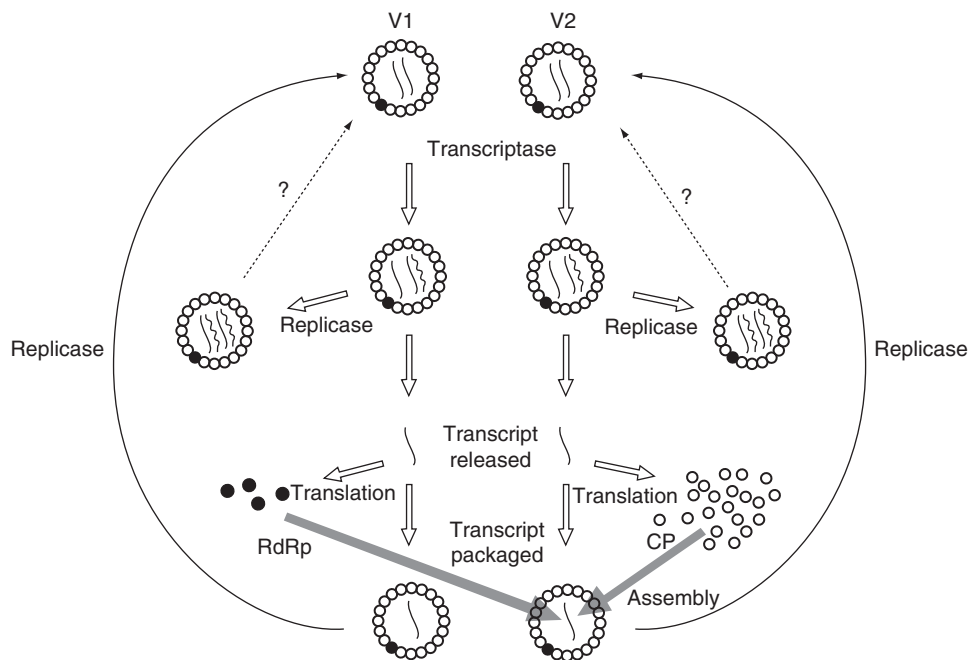 V1
V2
Transcriptase
?
?
Replicase
Replicase
Replicase
Replicase
Transcript
released
Translation
Translation
RdRp
Transcript
packaged
CP
Assembly